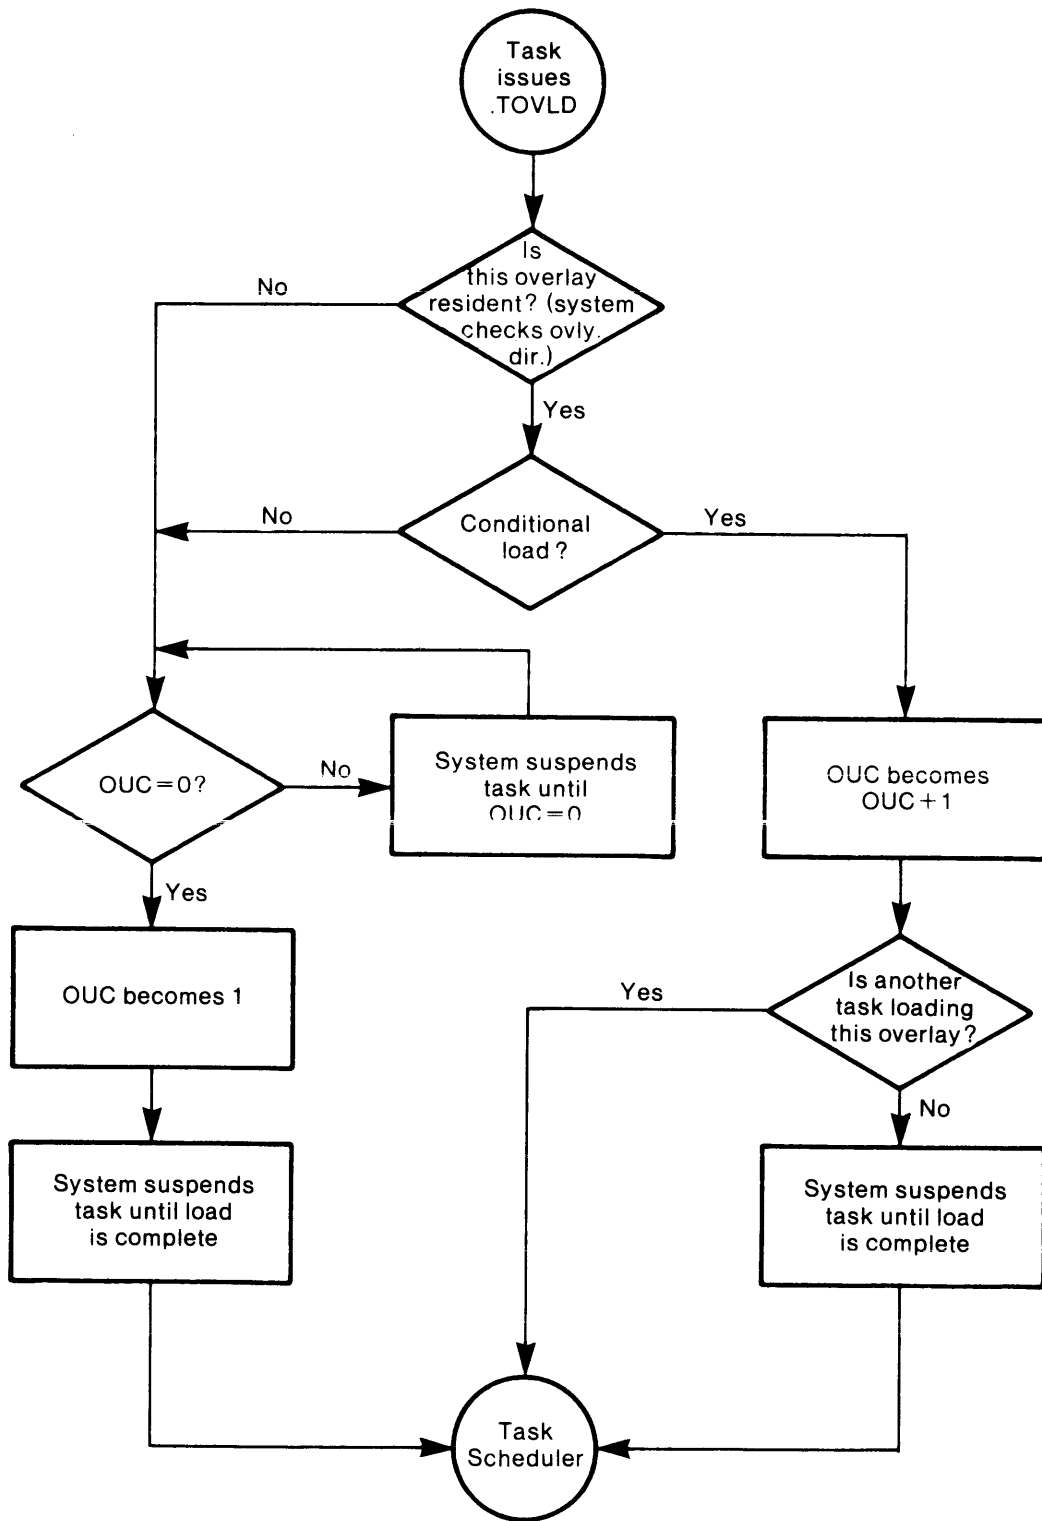 Task
issues
.TOVLD
Is
this overlay
resident? (system
checks ovly.
dir.)
No
Yes
Conditional
load?
No
Yes
OUC=0?
No
System suspends
task until
OUC=0
OUC becomes
OUC+1
Yes
OUC becomes 1
Is another
task loading
this overlay?
Yes
No
System suspends
task until load
is complete
System suspends
task until load
is complete
Task
Scheduler